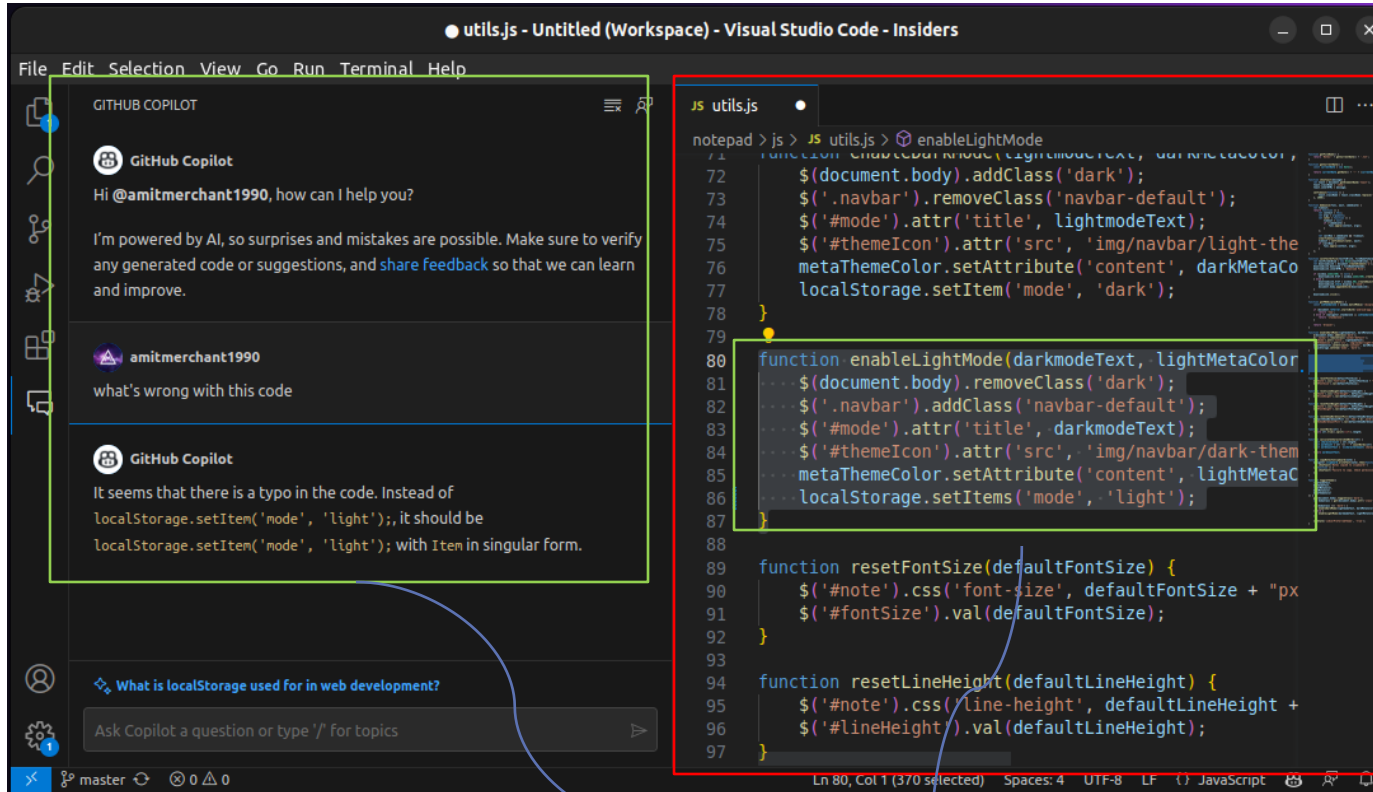 ● utils.js - Untitled (Workspace) - Visual Studio Code - Insiders
File Edit Selection View Go Run Terminal Help
GITHUB COPILOT
GitHub Copilot
Hi @amitmerchant1990, how can I help you?
I'm powered by AI, so surprises and mistakes are possible. Make sure to verify
any generated code or suggestions, and share feedback so that we can learn
and improve.
amitmerchant1990
what's wrong with this code
GitHub Copilot
It seems that there is a typo in the code. Instead of
localStorage.setItem('mode', 'light');, it should be
localStorage.setItem('mode', 'light'); with Item in singular form.
What is localStorage used for in web development?
Ask Copilot a question or type '/' for topics
JS utils.js ●
notepad > js > JS utils.js > enableLightMode
71 function enableDarkMode(lightmodeText, darkMetaColor,
72 $(document.body).addClass('dark');
73 $('.navbar').removeClass('navbar-default');
74 $('#mode').attr('title', lightmodeText);
75 $('#themeIcon').attr('src', 'img/navbar/light-the
76 metaThemeColor.setAttribute('content', darkMetaCo
77 localStorage.setItem('mode', 'dark');
78 }
79
80 function enableLightMode(darkmodeText, lightMetaColor
81 $(document.body).removeClass('dark');
82 $('.navbar').addClass('navbar-default');
83 $('#mode').attr('title', darkmodeText);
84 $('#themeIcon').attr('src', 'img/navbar/dark-them
85 metaThemeColor.setAttribute('content', lightMetaC
86 localStorage.setItems('mode', 'light');
87 }
88
89 function resetFontSize(defaultFontSize) {
90 $('#note').css('font-size', defaultFontSize + "px
91 $('#fontSize').val(defaultFontSize);
92 }
93
94 function resetLineHeight(defaultLineHeight) {
95 $('#note').css('line-height', defaultLineHeight +
96 $('#lineHeight').val(defaultLineHeight);
97 }
1
1
master 0 0 Ln 80, Col 1 (370 selected) Spaces: 4 UTF-8 LF {} JavaScript